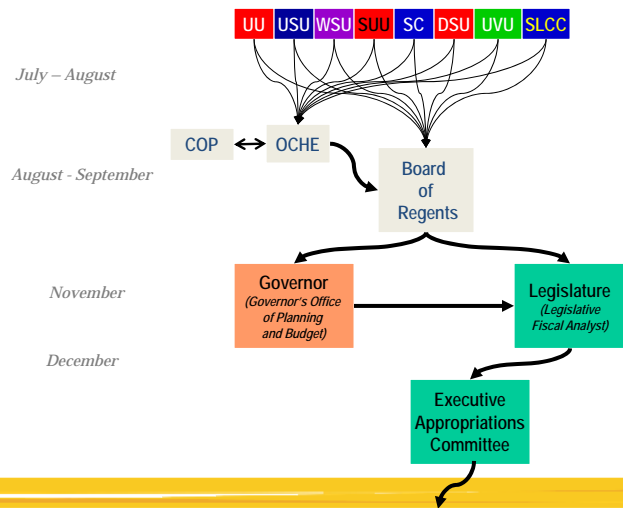 UU USU WSU SUU SC DSU UVU SLCC
July – August
COP OCHE
August - September
Board
of
Regents
November
Governor
(Governor's Office
of Planning
and Budget)
Legislature
(Legislative
Fiscal Analyst)
December
Executive
Appropriations
Committee